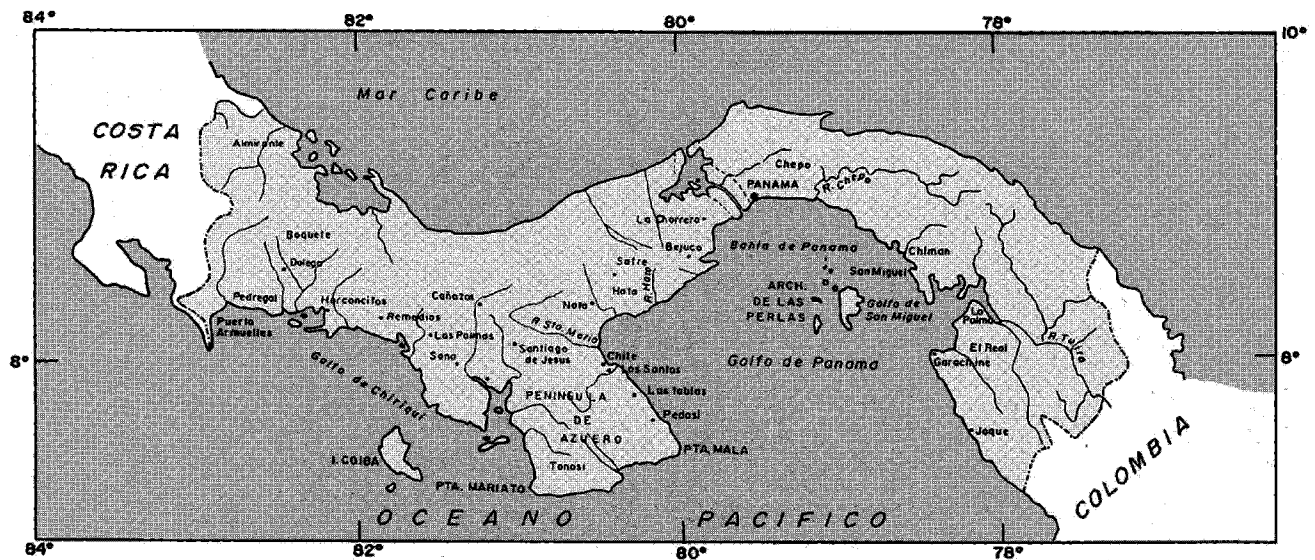 84°
82°
80°
78°
10°
Mar Caribe
COSTA
RICA
Almirante
Chepo
PANAMA
R. Chepo
La Chorrera
Boquete
Bejuco
Bahia de Panama
Chiman
Dolega
San Miguel
Pedregal
Horconcitos
Cañazos
Nata
Hato
R. Hato
ARCH.
DE LAS
PERLAS
Golfo de
San Miguel
Remedios
La Palma
Puerto
Armuelles
Las Palmas
R. Sta. Maria
R. Tuira
8°
Sona
Santiago
de Jesus
Chitre
Los Santos
Golfo de Panama
El Real
Garachine
8°
Golfo de Chiriqui
PENINSULA
DE
AZUERO
Las Tablas
Pedasi
Jaque
I. COIBA
Tonosi
PTA. MALA
PTA. MARIATO
COLOMBIA
OCEANO PACIFICO
84°
82°
80°
78°